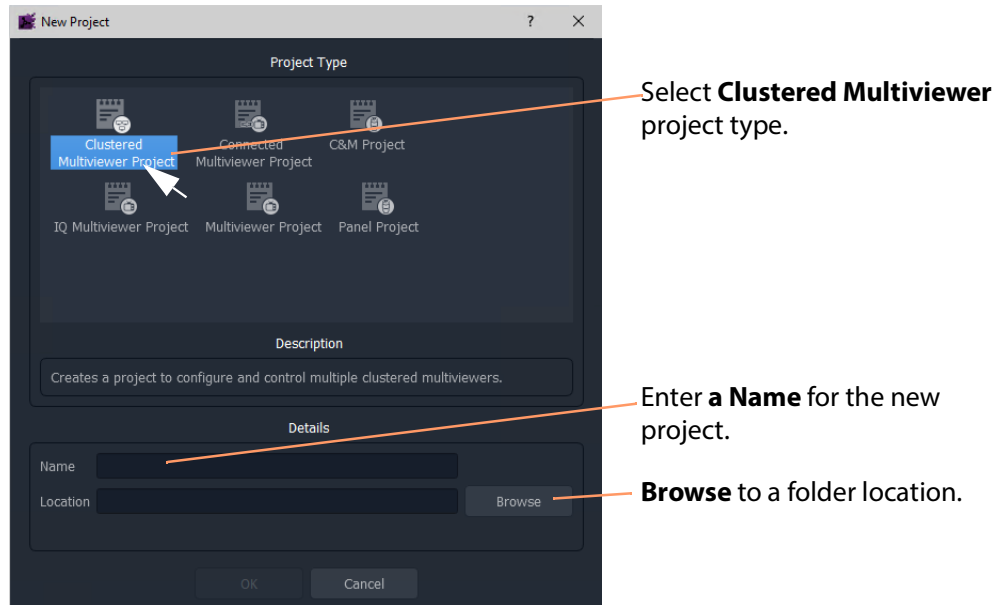 New Project
Project Type
Clustered
Multiviewer Project
Connected
Multiviewer Project
C&M Project
IQ Multiviewer Project
Multiviewer Project
Panel Project
Description
Creates a project to configure and control multiple clustered multiviewers.
Details
Name
Location
Browse
OK
Cancel
Select Clustered Multiviewer
project type.
Enter a Name for the new
project.
Browse to a folder location.